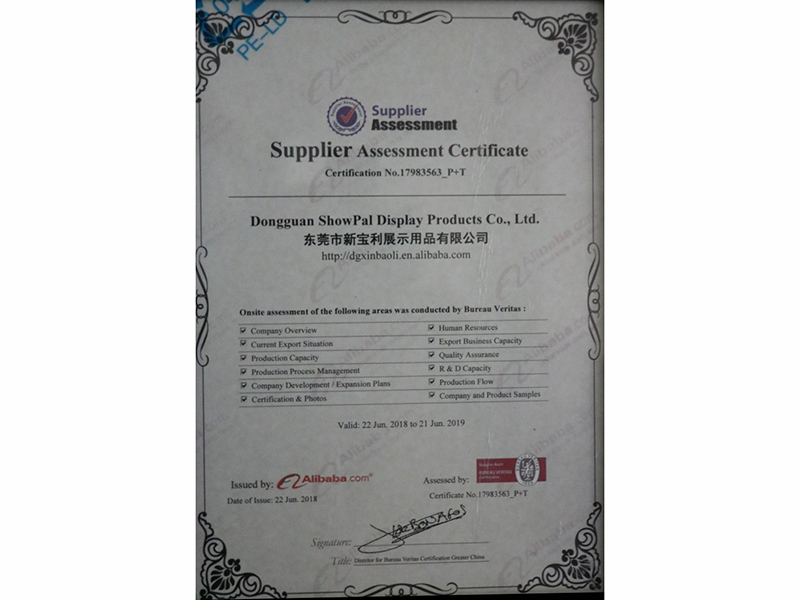 PE-LD
Supplier
Assessment
Supplier Assessment Certificate
Certification No.17983563_P+T
Dongguan ShowPal Display Products Co., Ltd.
东莞市新宝利展示用品有限公司
http://dgxinbaoli.en.alibaba.com
Onsite assessment of the following areas was conducted by Bureau Veritas :
Company Overview
Human Resources
Current Export Situation
Export Business Capacity
Production Capacity
Quality Assurance
Production Process Management
R & D Capacity
Company Development / Expansion Plans
Production Flow
Certification & Photos
Company and Product Samples
Valid: 22 Jun. 2018 to 21 Jun. 2019
Issued by: Alibaba.com
Assessed by:
Date of Issue: 22 Jun. 2018
Certificate No.17983563_P+T
Signature:
Title: Director for Bureau Veritas Certification Greater China